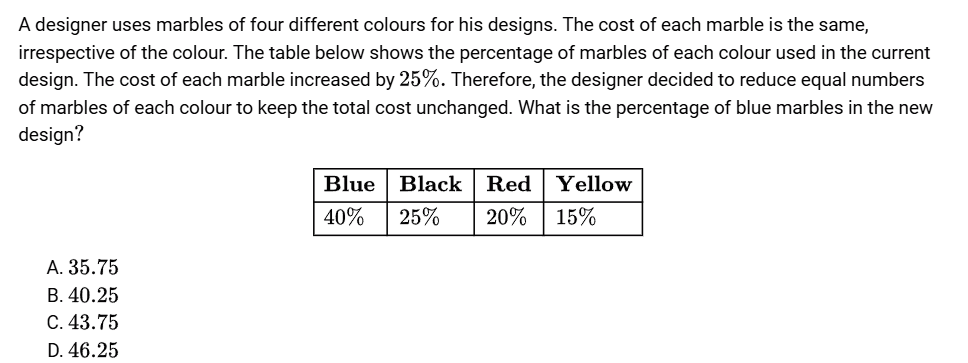 A designer uses marbles of four different colours for his designs. The cost of each marble is the same,
irrespective of the colour. The table below shows the percentage of marbles of each colour used in the current
design. The cost of each marble increased by 25%. Therefore, the designer decided to reduce equal numbers
of marbles of each colour to keep the total cost unchanged. What is the percentage of blue marbles in the new
design?
Blue Black Red Yellow
40% 25% 20% 15%
A. 35.75
B. 40.25
C. 43.75
D. 46.25